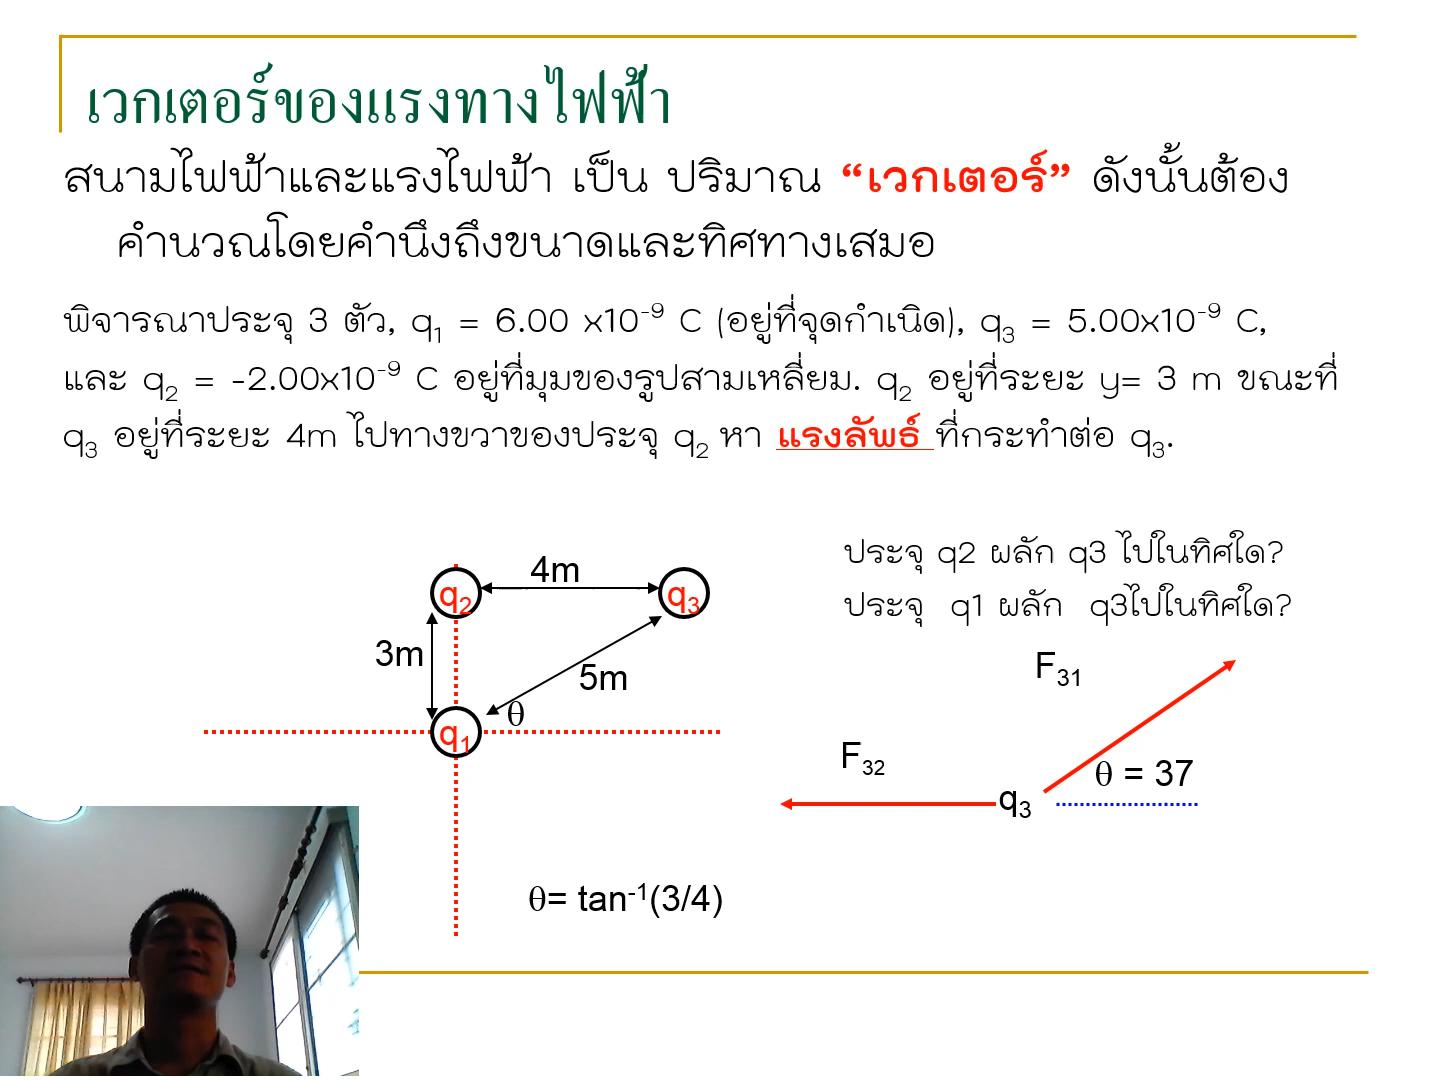 เวกเตอร์ของแรงทางไฟฟ้า
สนามไฟฟ้าและแรงไฟฟ้า เป็น ปริมาณ “เวกเตอร์” ดังนั้นต้อง
คำนวณโดยคำนึงถึงขนาดและทิศทางเสมอ
พิจารณาประจุ 3 ตัว, q1 = 6.00 x10-9 C (อยู่ที่จุดกำเนิด), q3 = 5.00x10-9 C,
และ q2 = -2.00x10-9 C อยู่ที่มุมของรูปสามเหลี่ยม. q2 อยู่ที่ระยะ y= 3 m ขณะที่
q3 อยู่ที่ระยะ 4m ไปทางขวาของประจุ q2 หา แรงลัพธ์ ที่กระทำต่อ q3.
ประจุ q2 ผลัก q3 ไปในทิศใด?
ประจุ q1 ผลัก q3ไปในทิศใด?
4m
q2
q3
3m
5m
θ
q1
F31
F32
θ = 37
q3
θ= tan-1(3/4)